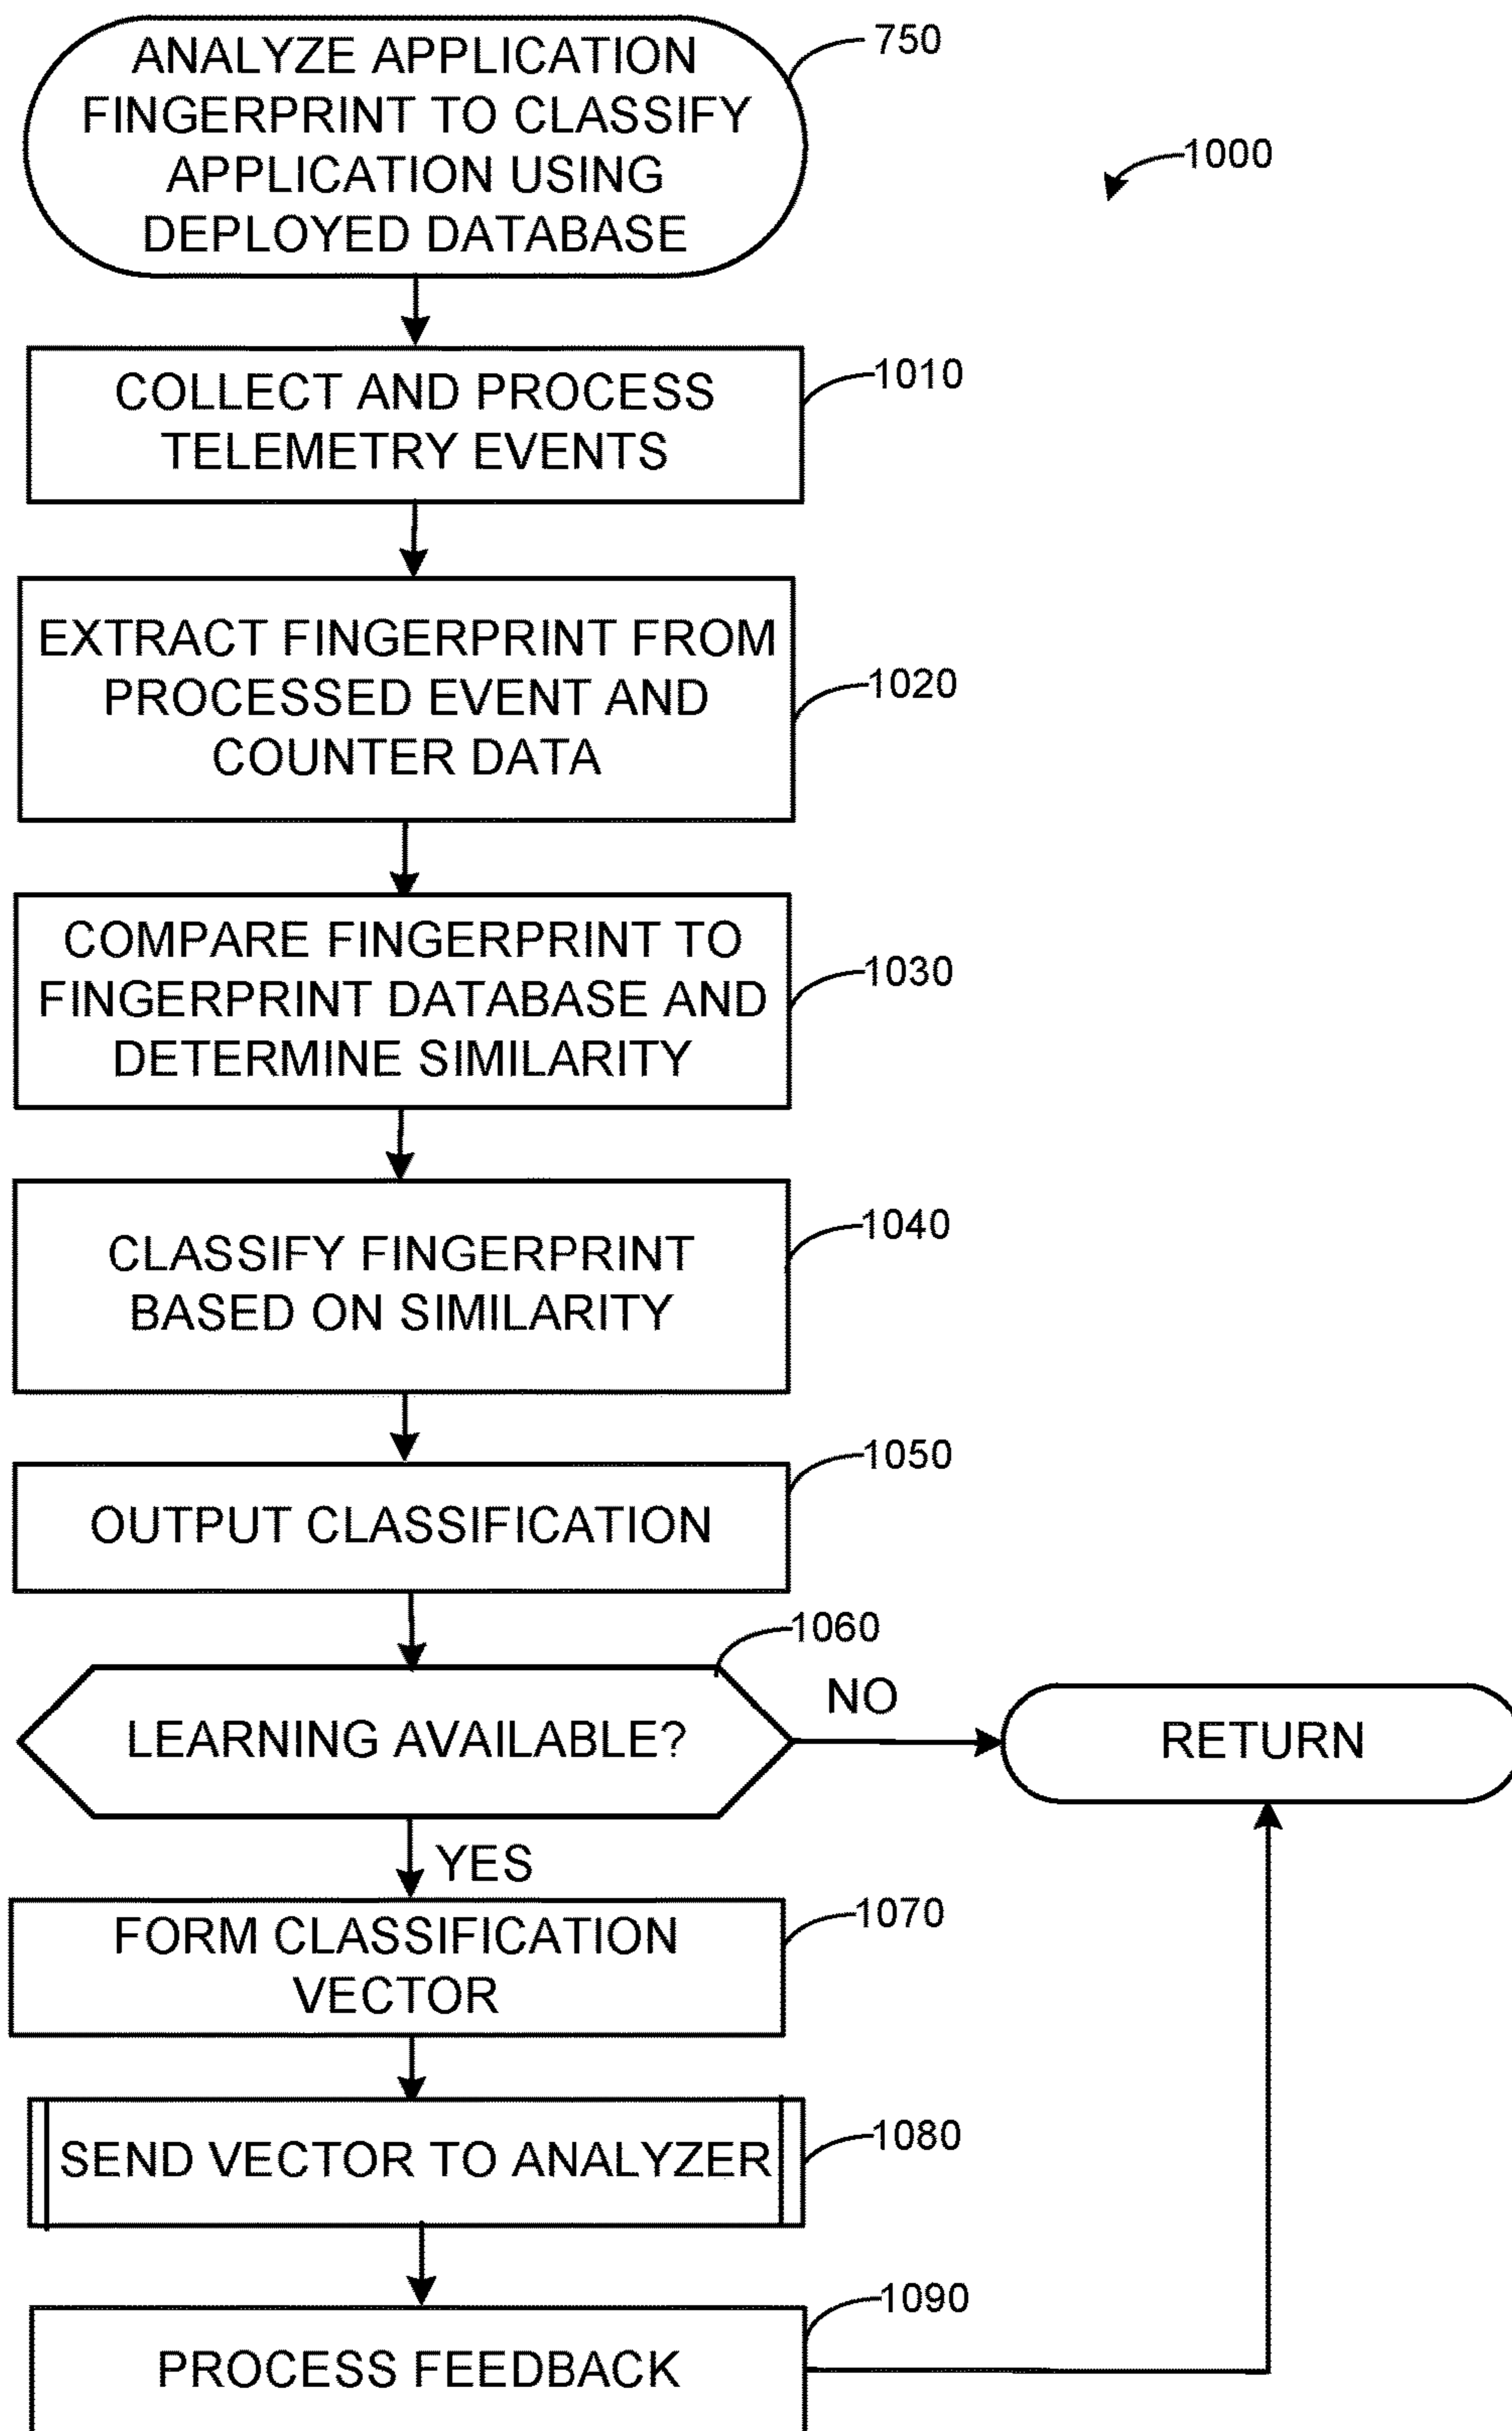 ANALYZE APPLICATION
FINGERPRINT TO CLASSIFY
APPLICATION USING
DEPLOYED DATABASE
750
1000
COLLECT AND PROCESS
TELEMETRY EVENTS
1010
EXTRACT FINGERPRINT FROM
PROCESSED EVENT AND
COUNTER DATA
1020
COMPARE FINGERPRINT TO
FINGERPRINT DATABASE AND
DETERMINE SIMILARITY
1030
CLASSIFY FINGERPRINT
BASED ON SIMILARITY
1040
OUTPUT CLASSIFICATION
1050
LEARNING AVAILABLE?
1060
NO
RETURN
YES
FORM CLASSIFICATION
VECTOR
1070
SEND VECTOR TO ANALYZER
1080
PROCESS FEEDBACK
1090